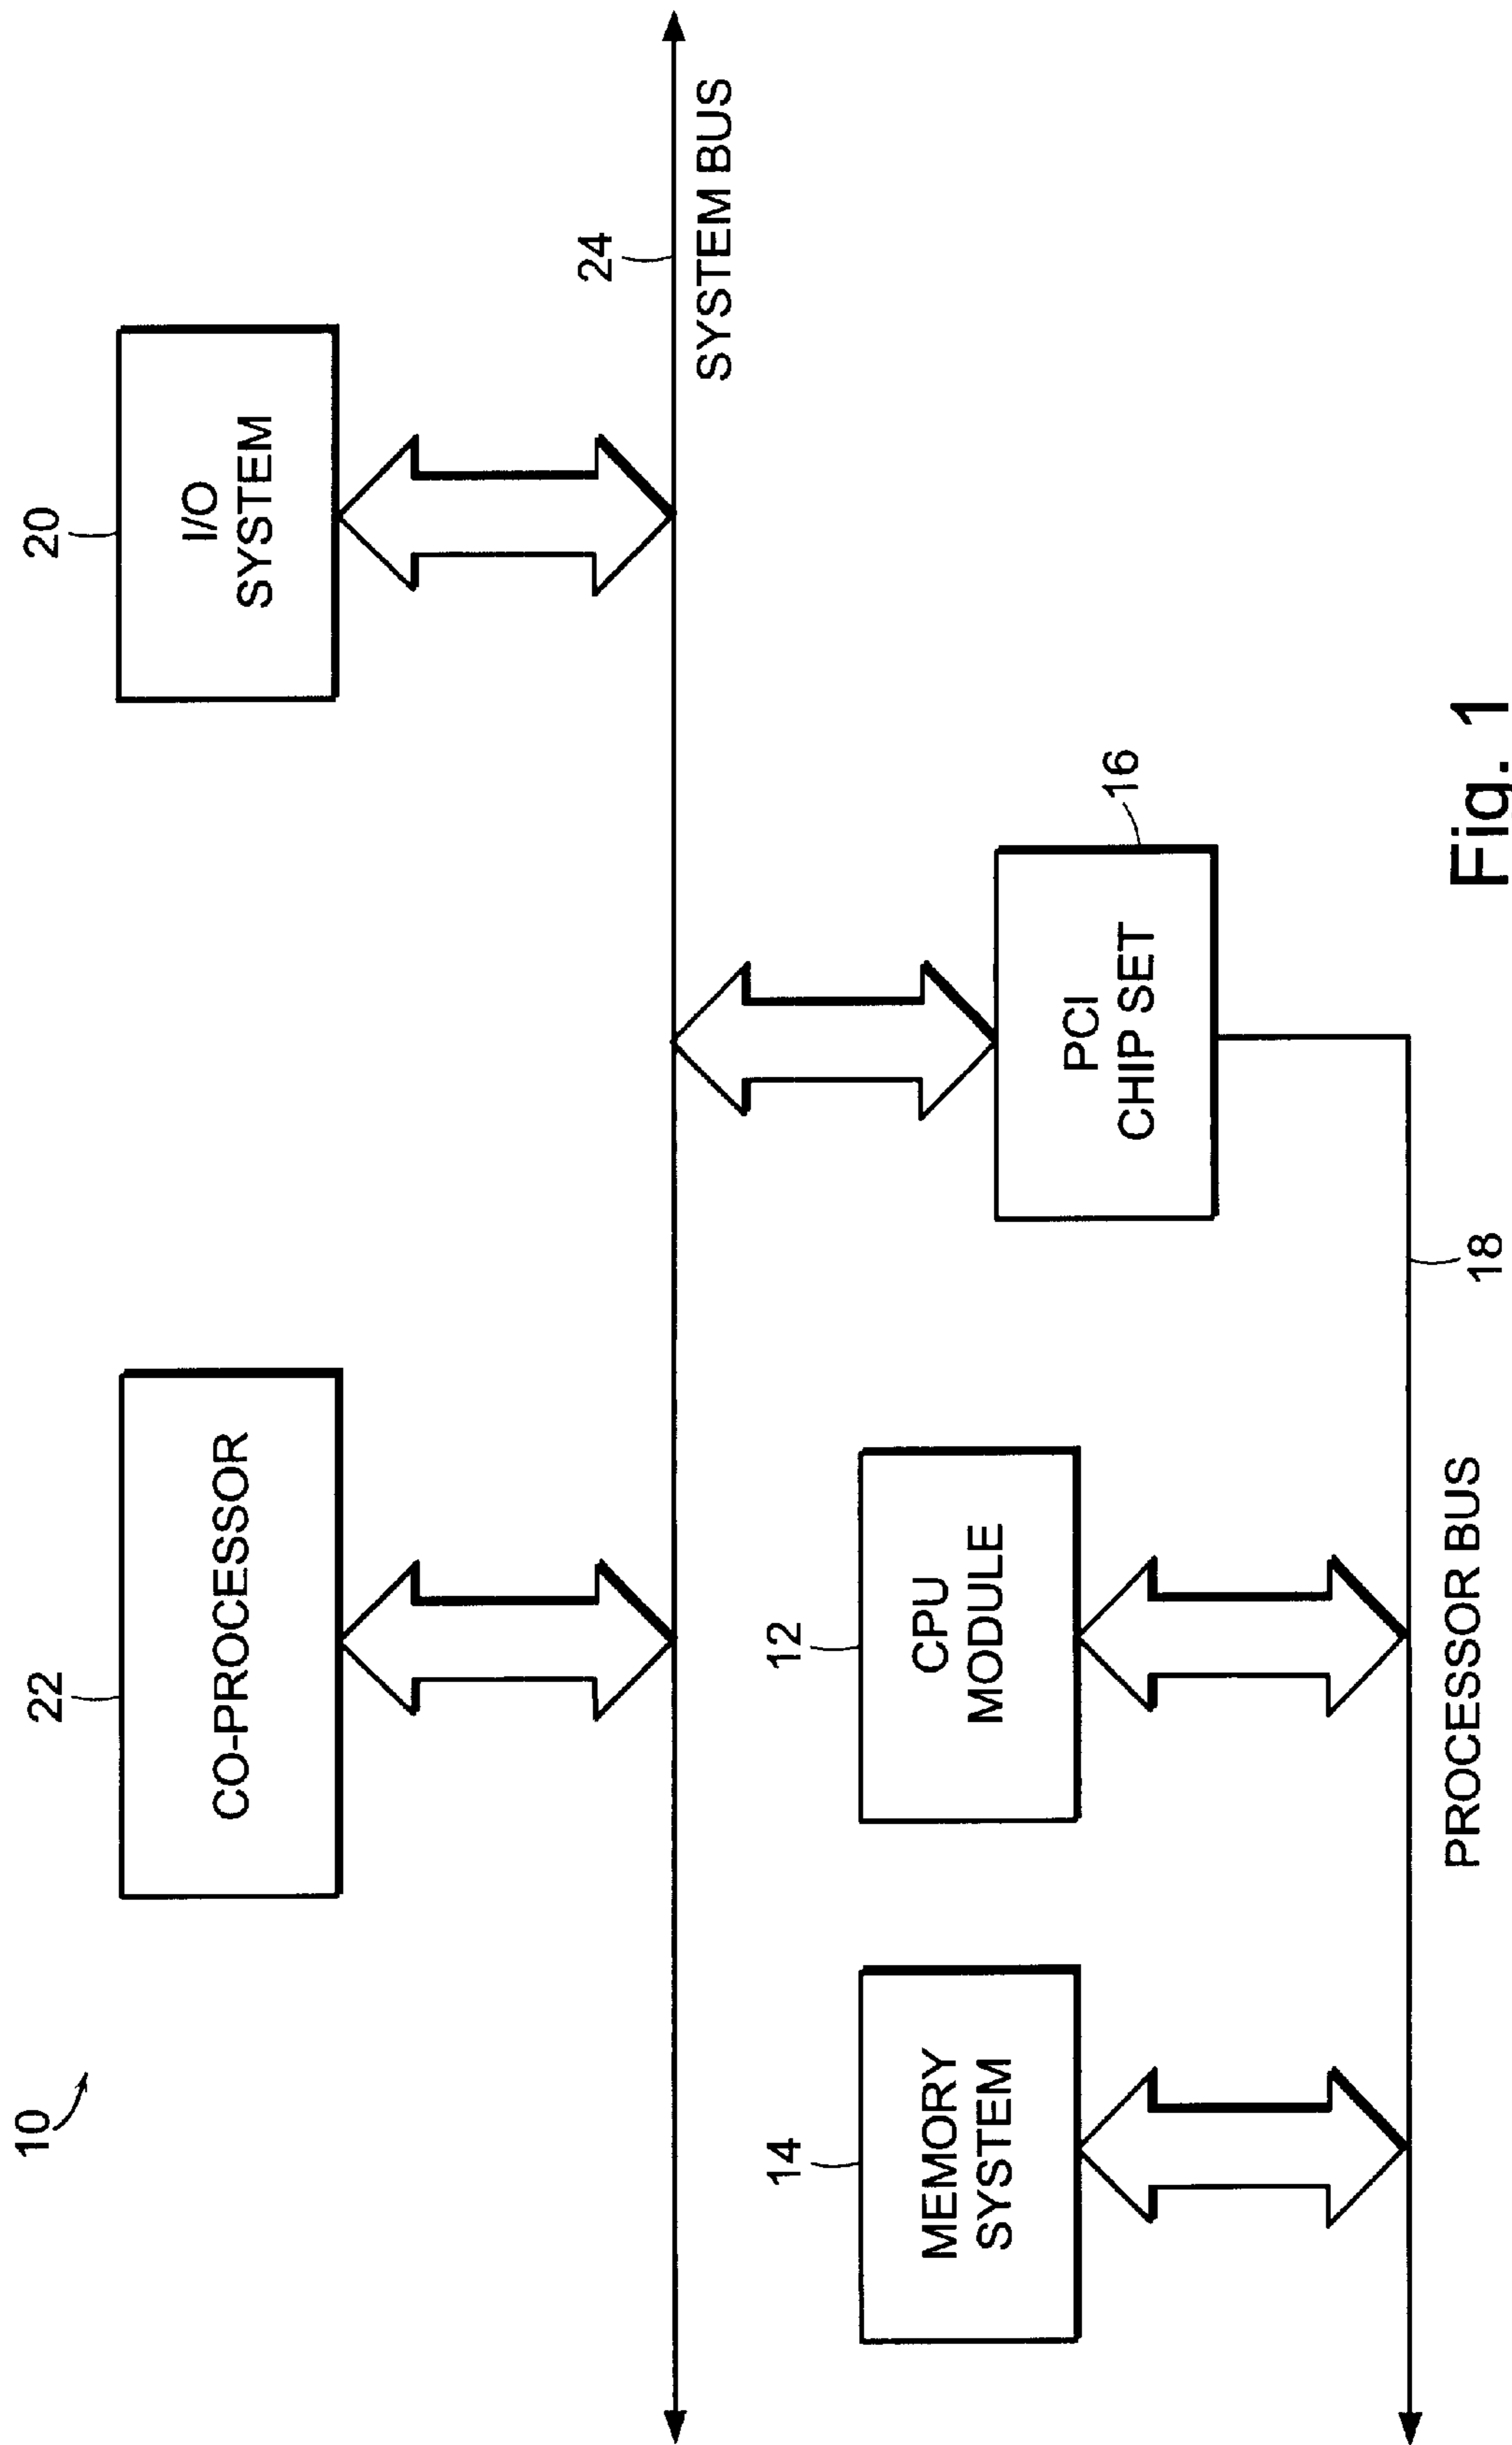 10
22
CO-PROCESSOR
20
I/O
SYSTEM
24
SYSTEM BUS
14
MEMORY
SYSTEM
12
CPU
MODULE
PCI
CHIP SET
16
18
PROCESSOR BUS
Fig. 1